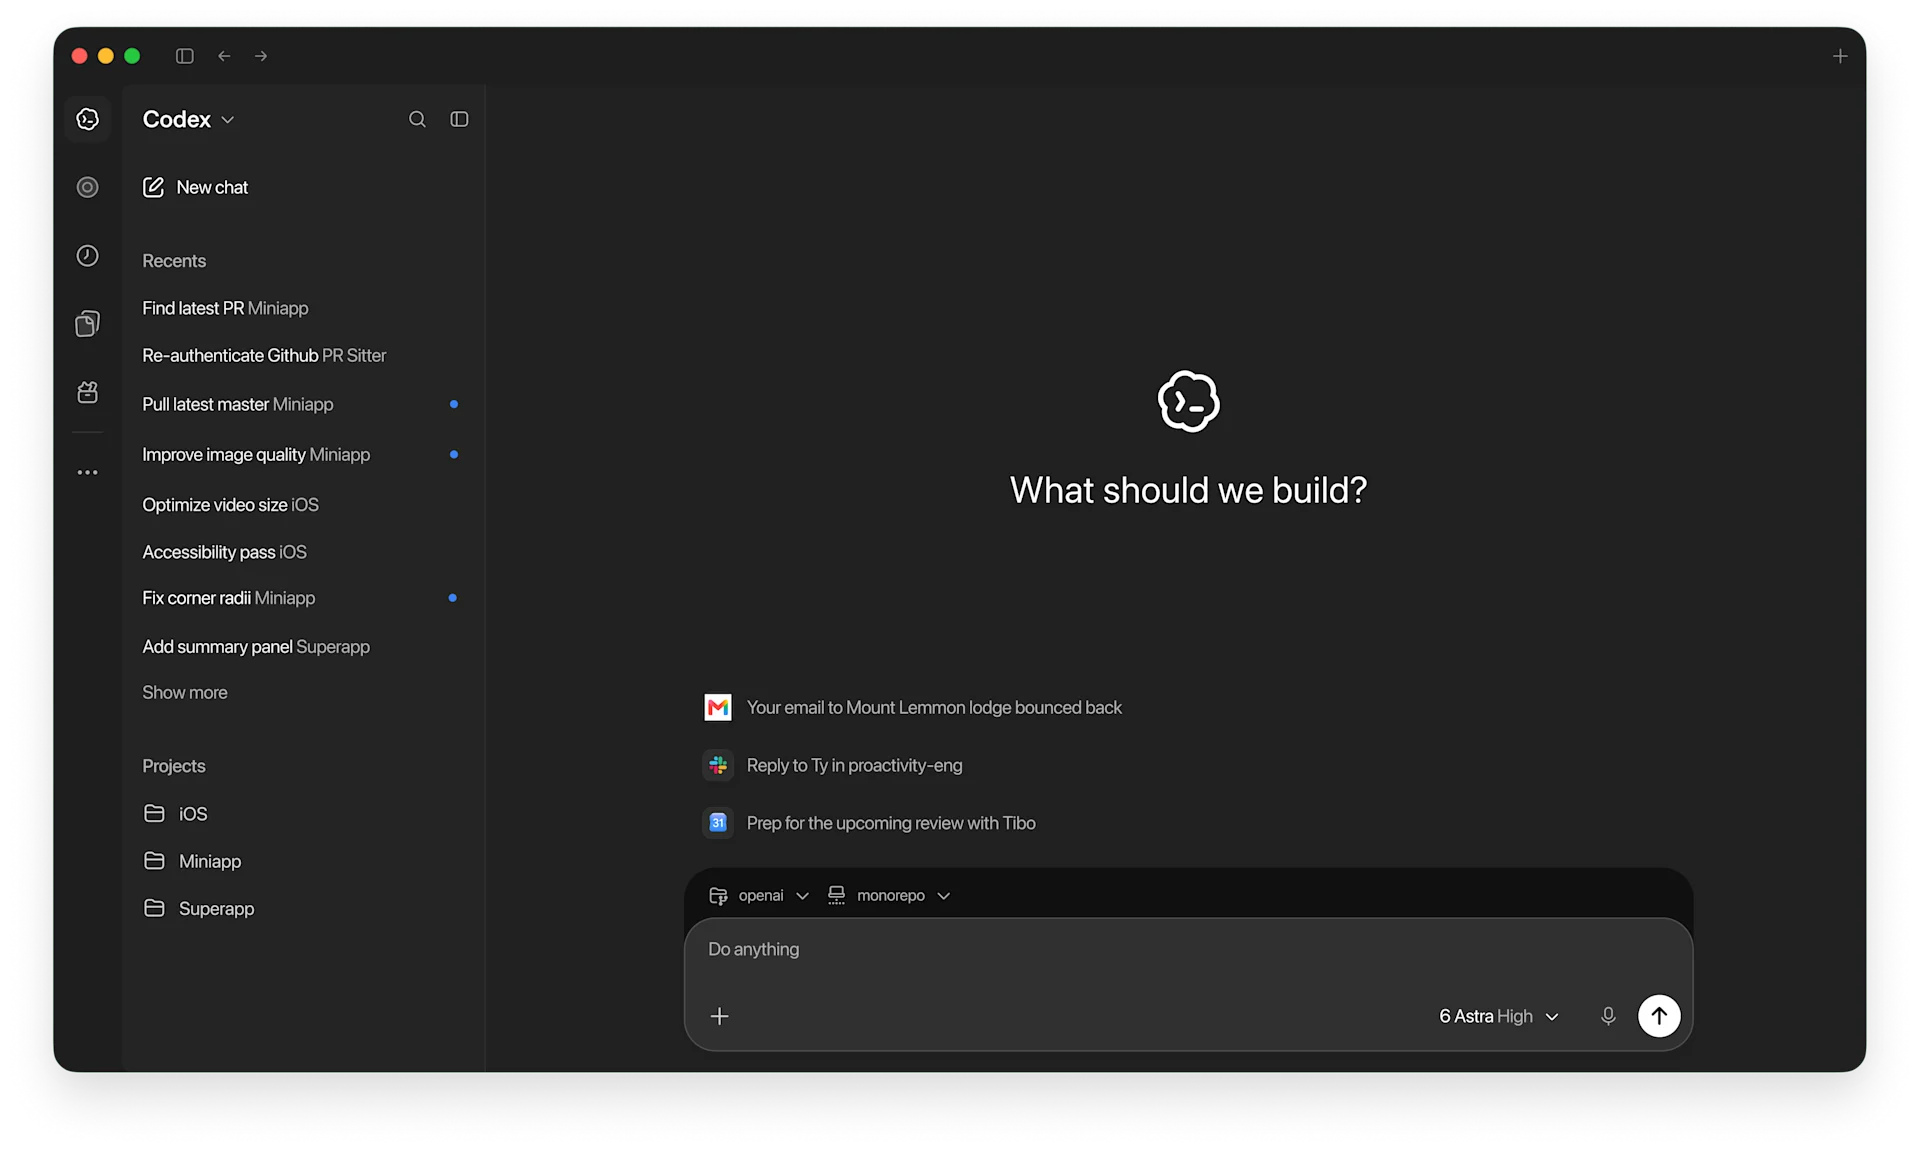 Codex
New chat
Recents
Find latest PR Miniapp
Re-authenticate Github PR Sitter
Pull latest master Miniapp
Improve image quality Miniapp
Optimize video size iOS
Accessibility pass iOS
Fix corner radii Miniapp
Add summary panel Superapp
Show more
Projects
iOS
Miniapp
Superapp
What should we build?
Your email to Mount Lemmon lodge bounced back
Reply to Ty in proactivity-eng
31
Prep for the upcoming review with Tibo
openai
monorepo
Do anything
6 Astra High